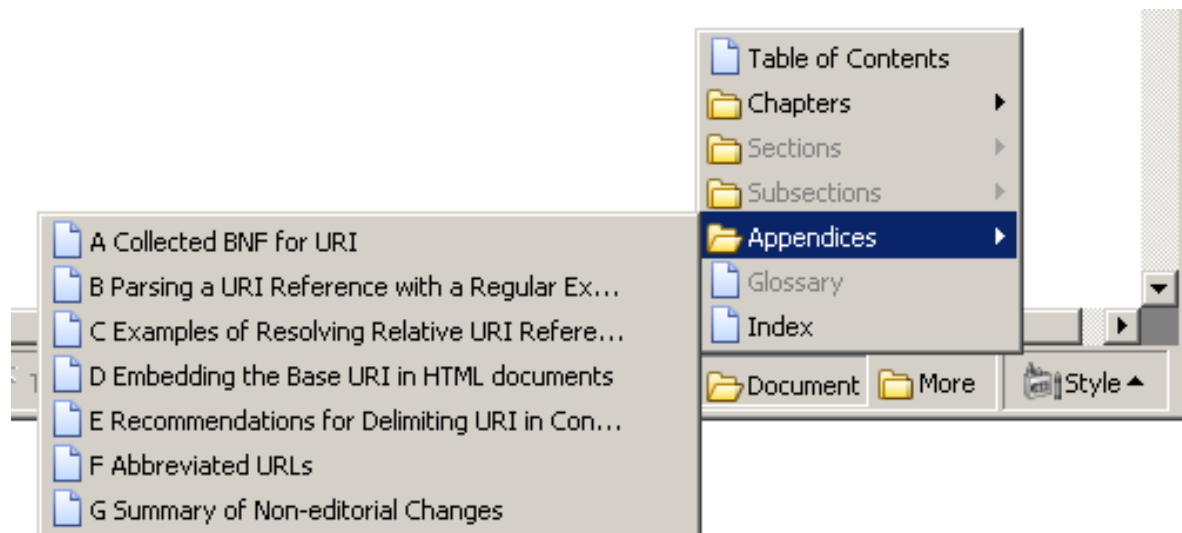 Table of Contents
Chapters
Sections
Subsections
Appendices
Glossary
Index
A Collected BNF for URI
B Parsing a URI Reference with a Regular Ex...
C Examples of Resolving Relative URI Refere...
D Embedding the Base URI in HTML documents
E Recommendations for Delimiting URI in Con...
F Abbreviated URLs
G Summary of Non-editorial Changes
Document More Style